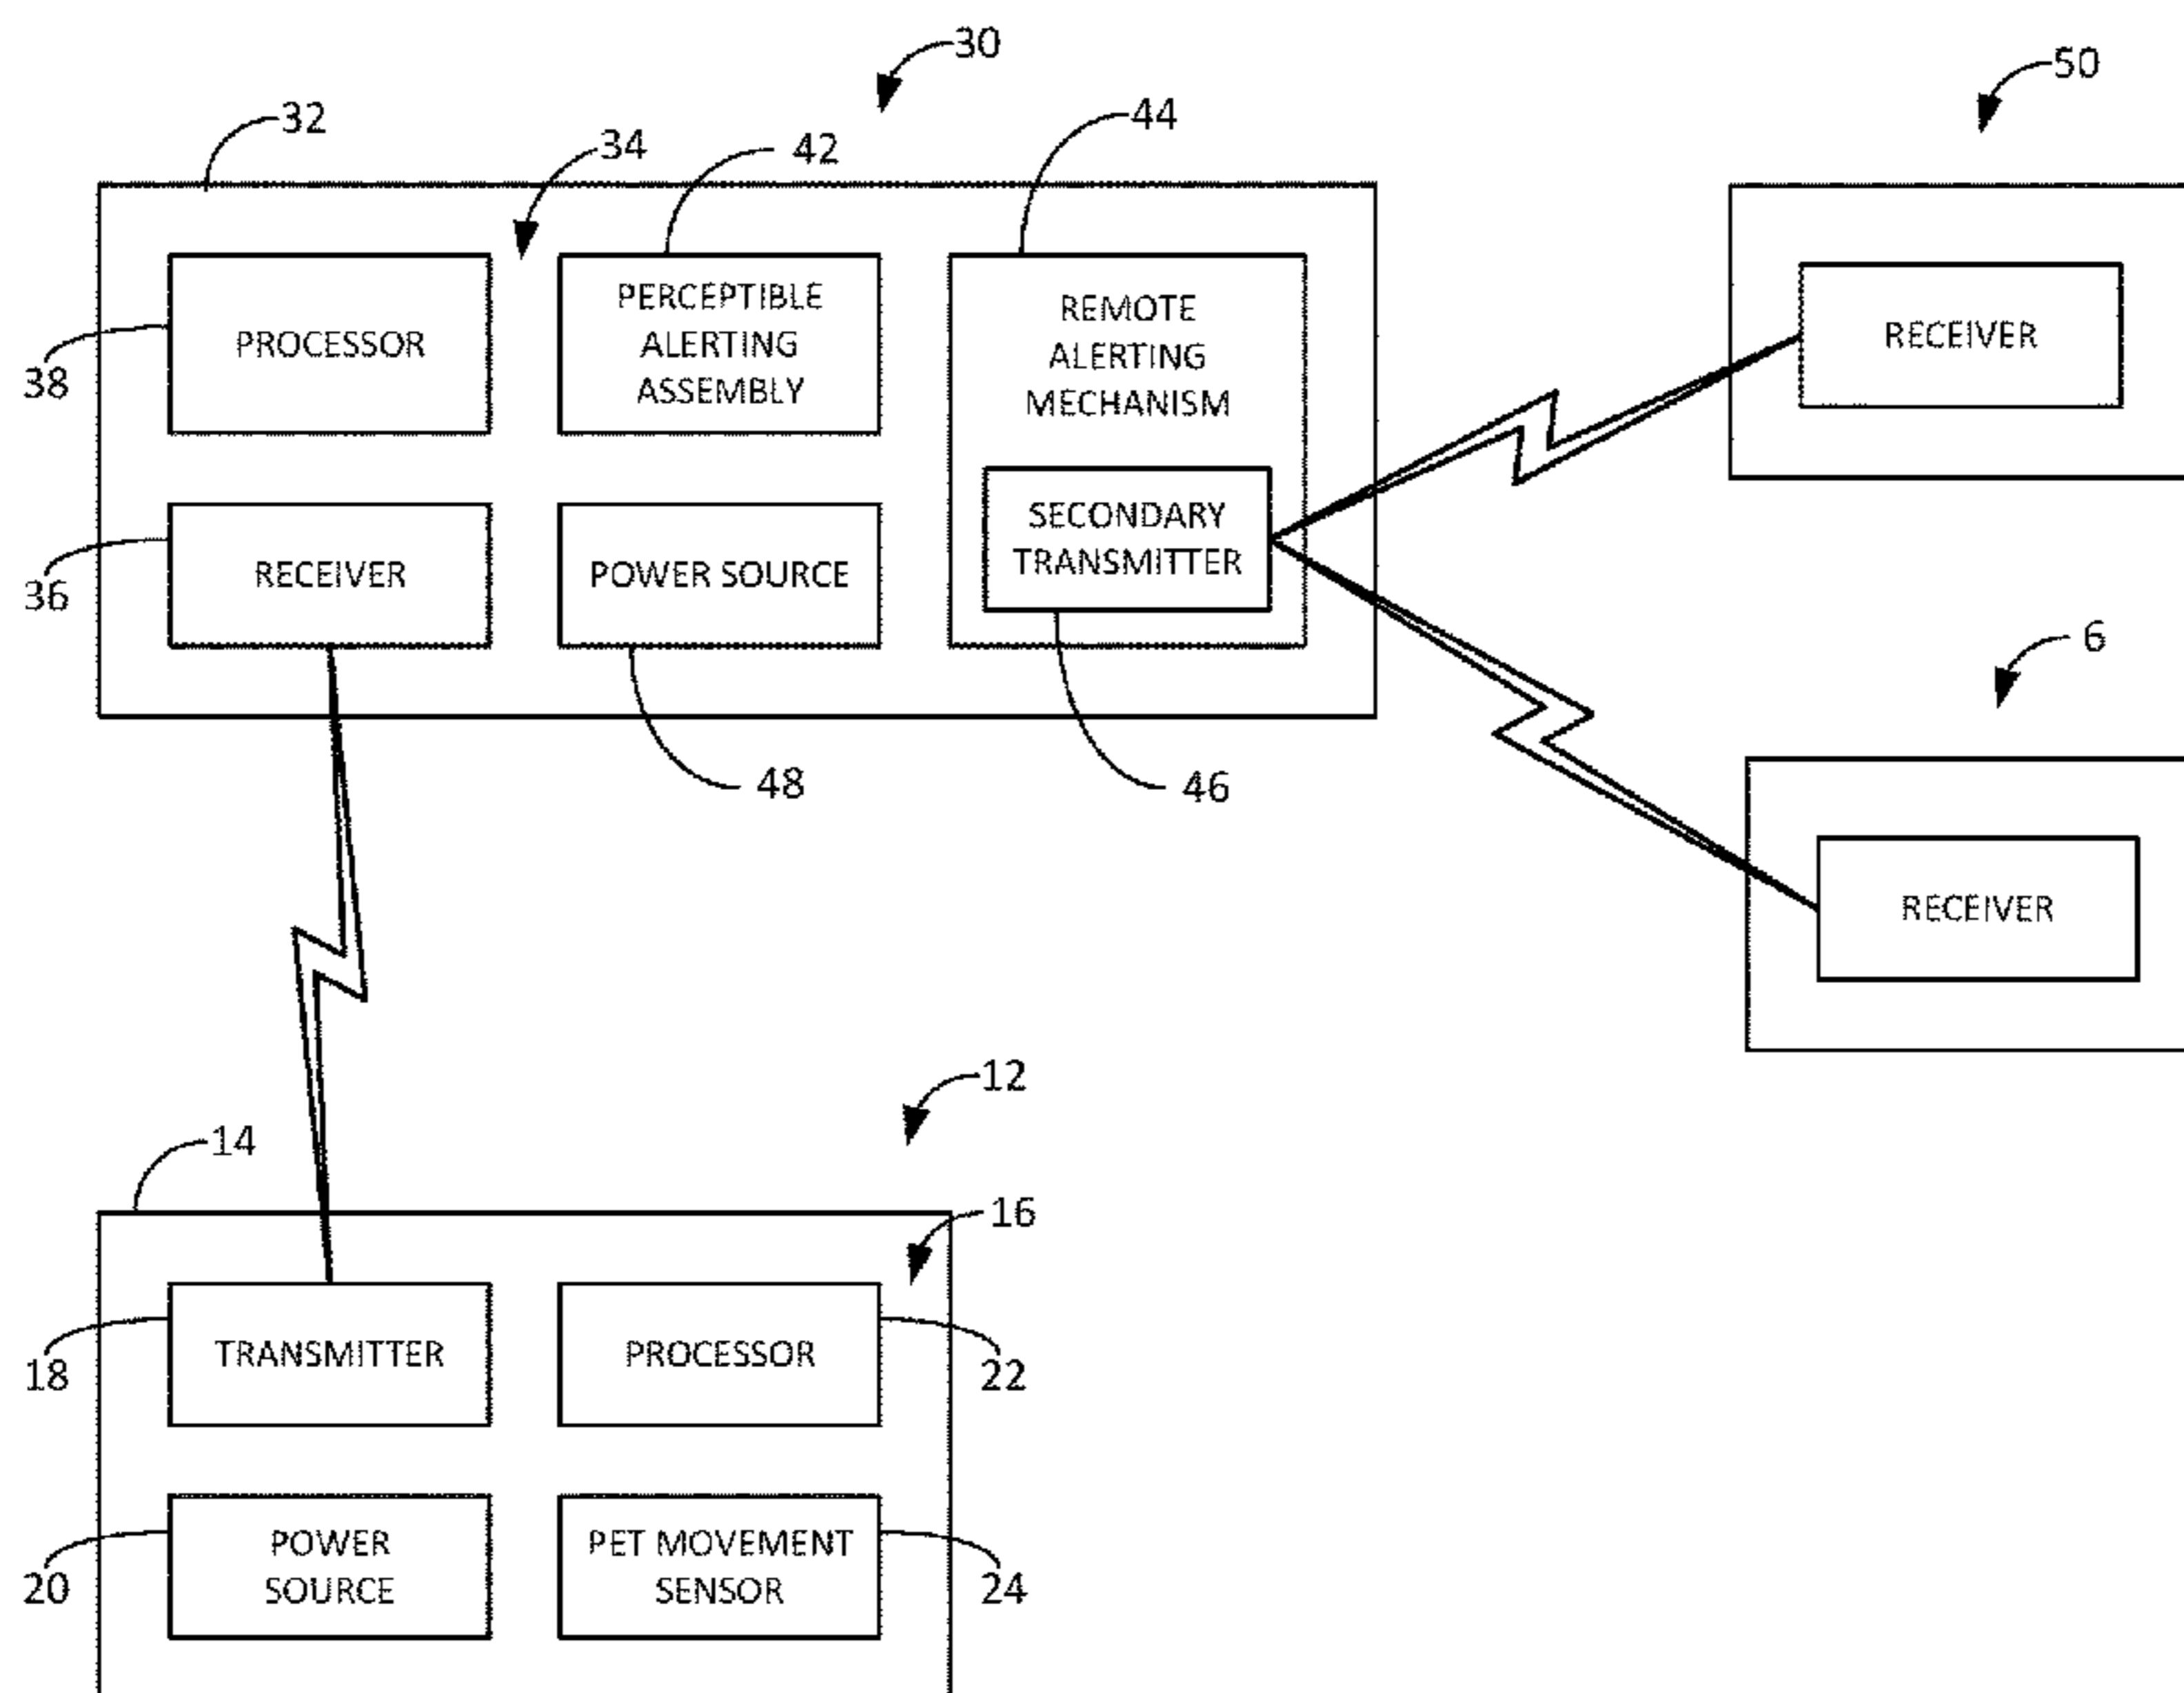 30
50
32
34
42
44
PROCESSOR
PERCEPTIBLE
ALERTING
ASSEMBLY
REMOTE
ALERTING
MECHANISM
RECEIVER
38
SECONDARY
TRANSMITTER
RECEIVER
POWER SOURCE
36
6
48
46
RECEIVER
12
14
16
TRANSMITTER
PROCESSOR
18
22
POWER
SOURCE
PET MOVEMENT
SENSOR
20
24